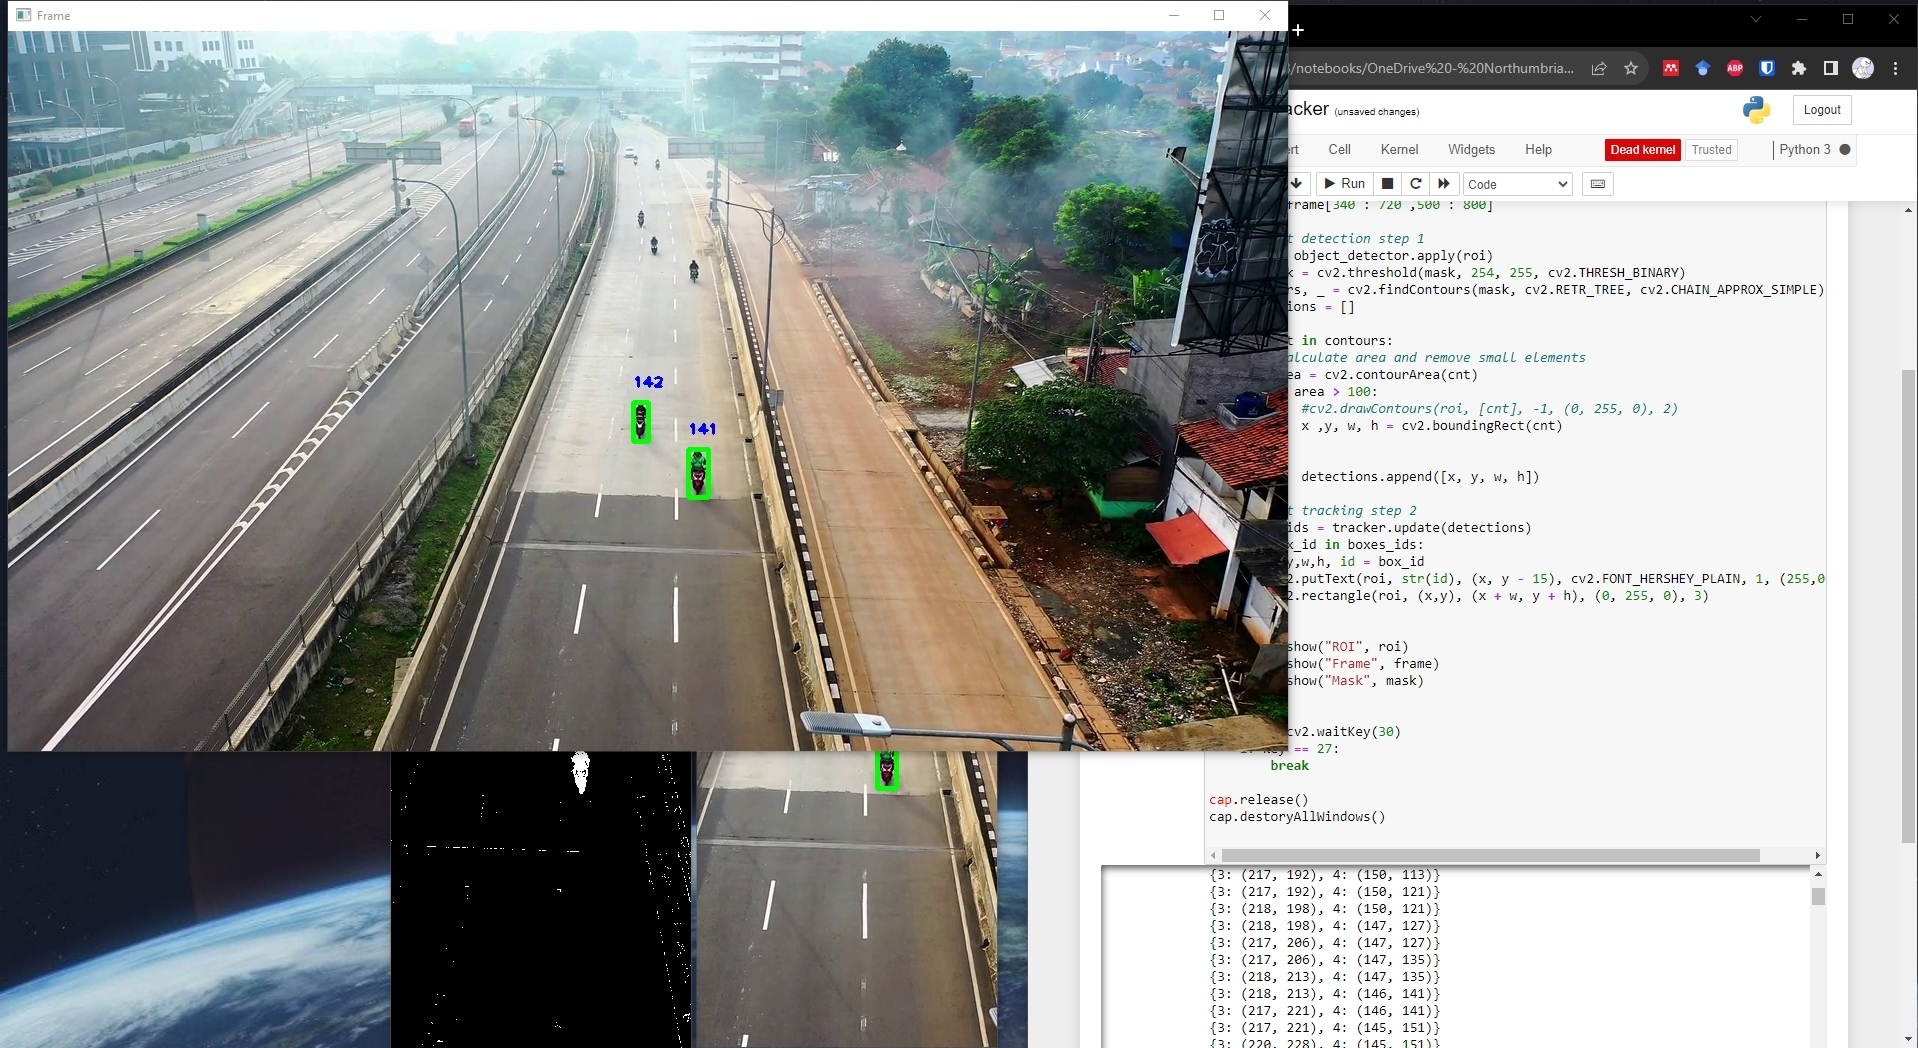 Frame
142
141
/notebooks/OneDrive%20-%20Northumbria...
ABP
acker (unsaved changes)
Logout
ert Cell Kernel Widgets Help
Dead kernel
Trusted
Python 3
Run
Code
frame[340 : 720 ,500 : 800]
t detection step 1
object_detector.apply(roi)
k = cv2.threshold(mask, 254, 255, cv2.THRESH_BINARY)
rs, _ = cv2.findContours(mask, cv2.RETR_TREE, cv2.CHAIN_APPROX_SIMPLE)
ions = []
t in contours:
alculate area and remove small elements
ea = cv2.contourArea(cnt)
area > 100:
#cv2.drawContours(roi, [cnt], -1, (0, 255, 0), 2)
x ,y, w, h = cv2.boundingRect(cnt)
detections.append([x, y, w, h])
t tracking step 2
ids = tracker.update(detections)
x_id in boxes_ids:
y,w,h, id = box_id
2.putText(roi, str(id), (x, y - 15), cv2.FONT_HERSHEY_PLAIN, 1, (255,0
2.rectangle(roi, (x,y), (x + w, y + h), (0, 255, 0), 3)
show("ROI", roi)
show("Frame", frame)
show("Mask", mask)
cv2.waitKey(30)
== 27:
break
cap.release()
cap.destoryAllWindows()
{3: (217, 192), 4: (150, 113)}
{3: (217, 192), 4: (150, 121)}
{3: (218, 198), 4: (150, 121)}
{3: (218, 198), 4: (147, 127)}
{3: (217, 206), 4: (147, 127)}
{3: (217, 206), 4: (147, 135)}
{3: (218, 213), 4: (147, 135)}
{3: (218, 213), 4: (146, 141)}
{3: (217, 221), 4: (146, 141)}
{3: (217, 221), 4: (145, 151)}
{3: (220, 228), 4: (145, 151)}